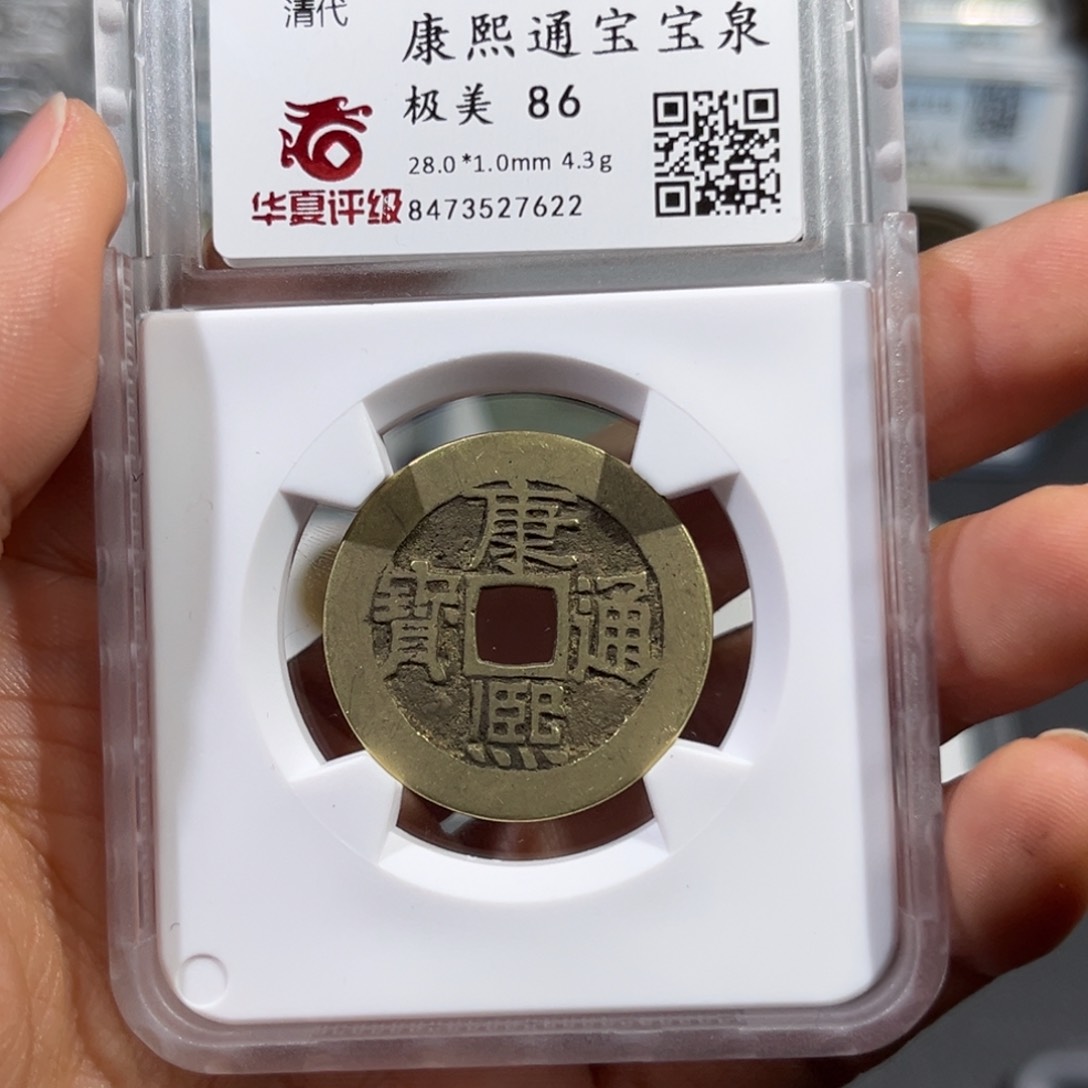 清代
康熙通宝宝泉
极美 86
28.0*1.0mm 4.3g
华夏评级
8473527622
康
寳 通
熙